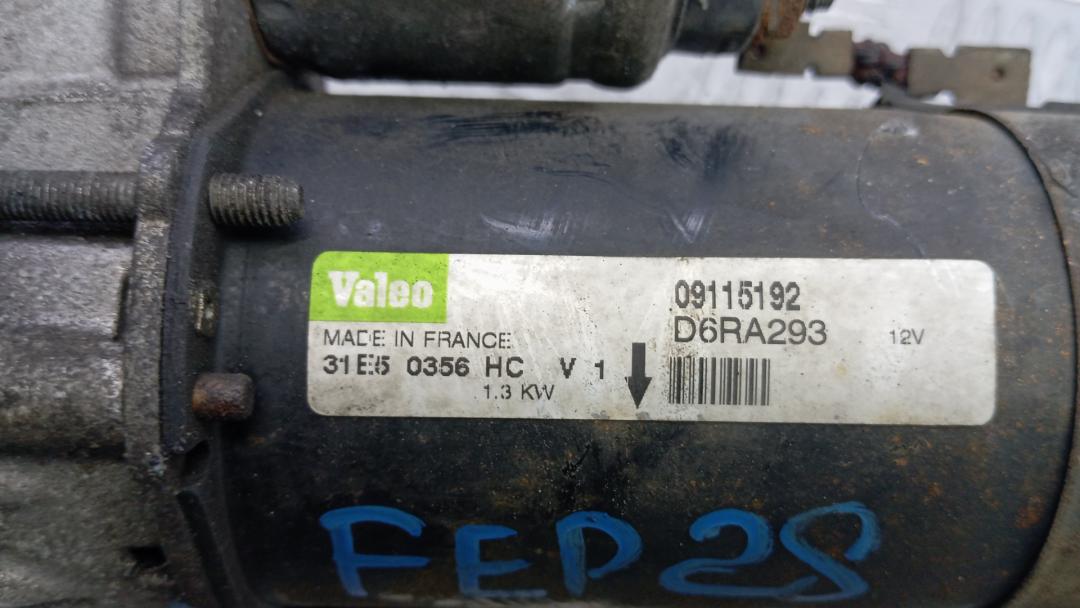 Valeo
09115192
MADE IN FRANCE
D6RA293 12V
31E5 0356 HC V 1
1.3 KW
FEP28